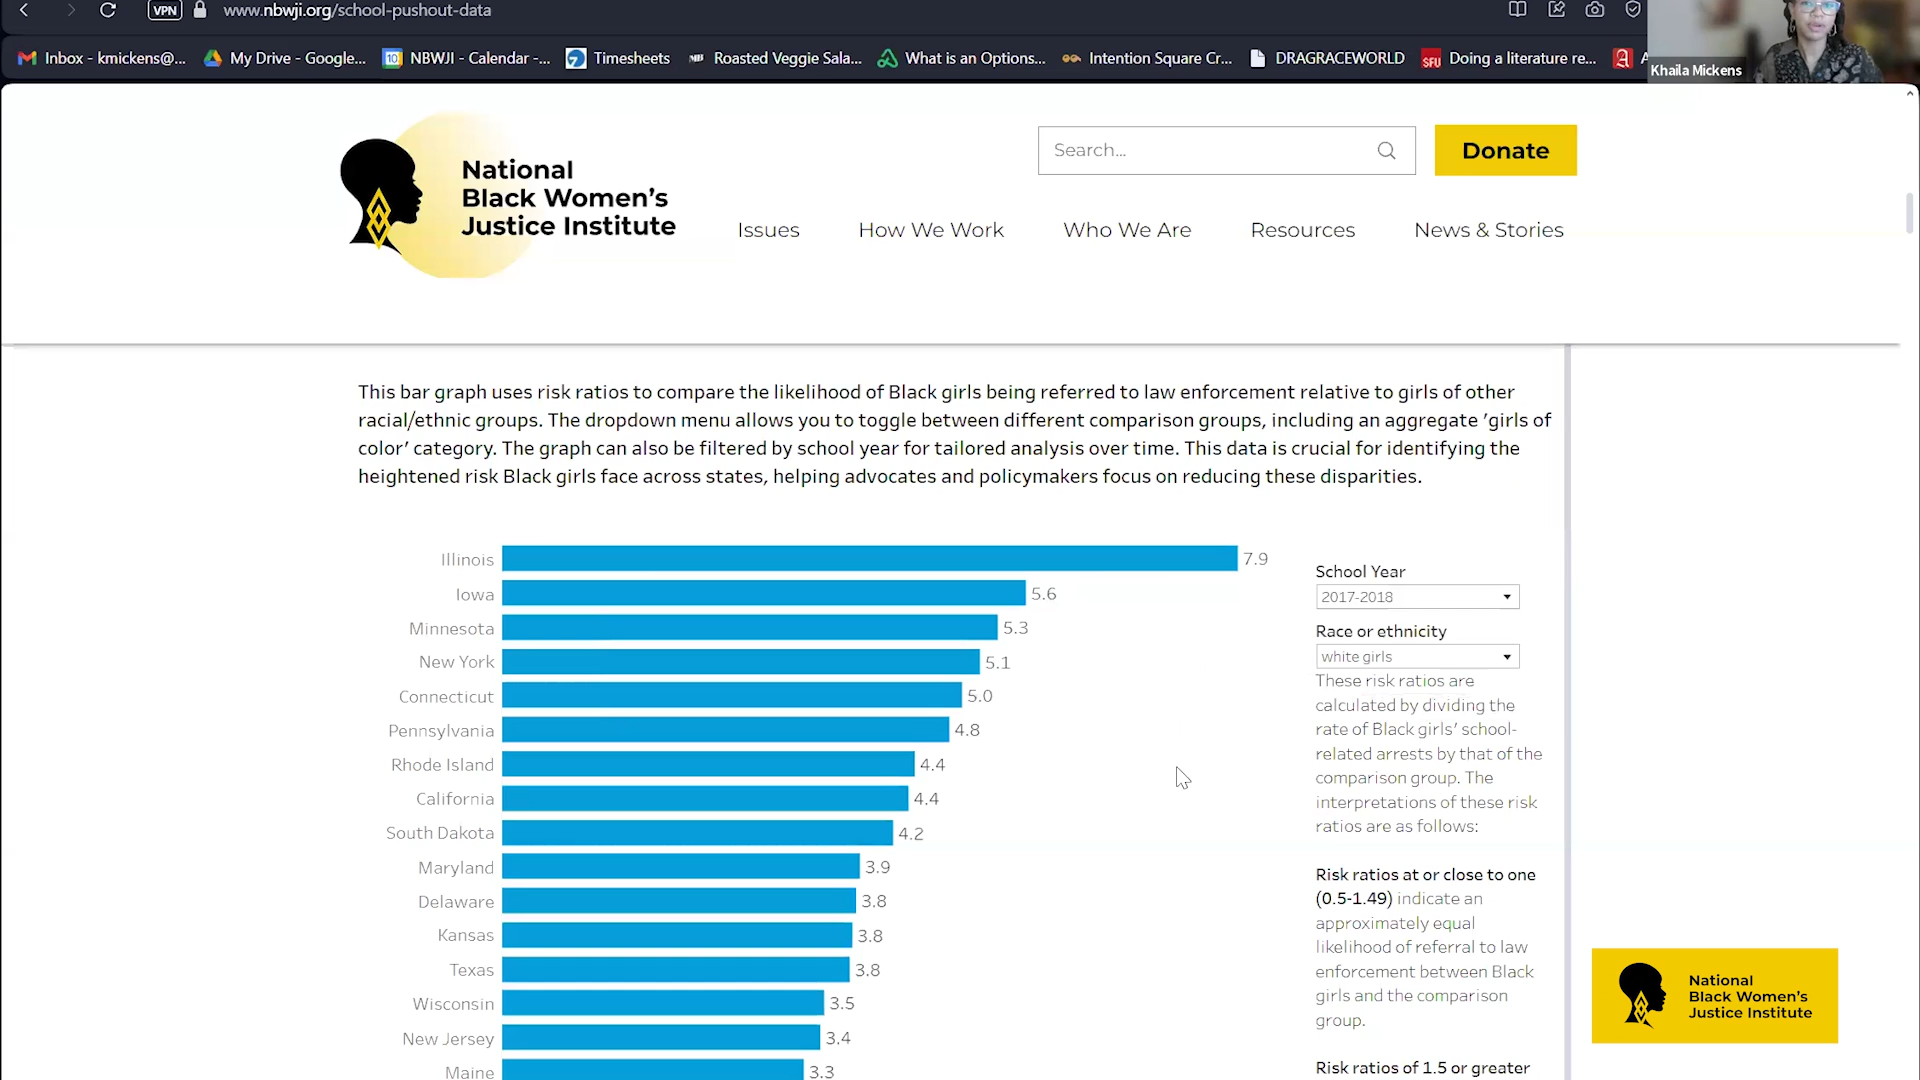 VPN
www.nbwji.org/school-pushout-data
Inbox - kmickens@...
My Drive - Google...
10
NBWJI - Calendar -...
Timesheets
Roasted Veggie Sala...
What is an Options...
Intention Square Cr...
DRAGRACEWORLD
SFU
Doing a literature re...
Khaila Mickens
National
Black Women's
Justice Institute
Search...
Donate
Issues
How We Work
Who We Are
Resources
News & Stories
This bar graph uses risk ratios to compare the likelihood of Black girls being referred to law enforcement relative to girls of other
racial/ethnic groups. The dropdown menu allows you to toggle between different comparison groups, including an aggregate 'girls of
color' category. The graph can also be filtered by school year for tailored analysis over time. This data is crucial for identifying the
heightened risk Black girls face across states, helping advocates and policymakers focus on reducing these disparities.
Illinois 7.9
Iowa 5.6
Minnesota 5.3
New York 5.1
Connecticut 5.0
Pennsylvania 4.8
Rhode Island 4.4
California 4.4
South Dakota 4.2
Maryland 3.9
Delaware 3.8
Kansas 3.8
Texas 3.8
Wisconsin 3.5
New Jersey 3.4
Maine 3.3
School Year
2017-2018
Race or ethnicity
white girls
These risk ratios are
calculated by dividing the
rate of Black girls' school-
related arrests by that of the
comparison group. The
interpretations of these risk
ratios are as follows:
Risk ratios at or close to one
(0.5-1.49) indicate an
approximately equal
likelihood of referral to law
enforcement between Black
girls and the comparison
group.
Risk ratios of 1.5 or greater
National
Black Women's
Justice Institute